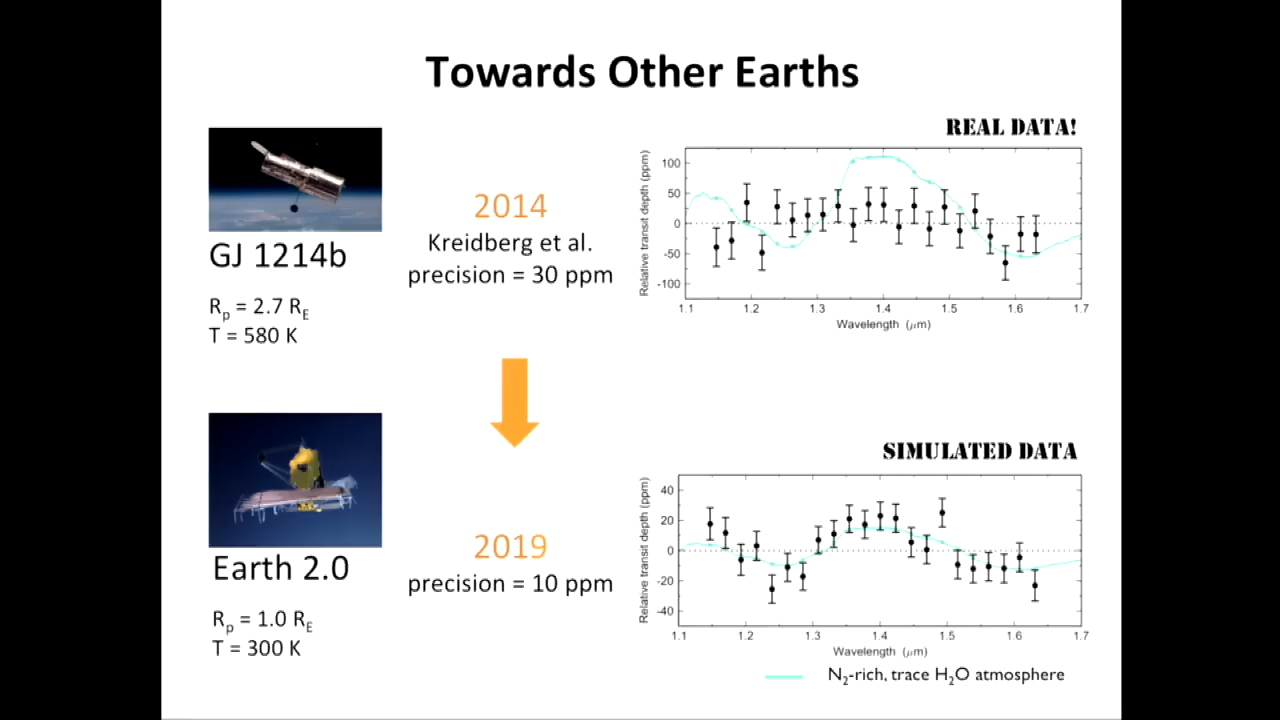 Towards Other Earths
GJ 1214b
Rp = 2.7 RE
T = 580 K
2014
Kreidberg et al.
precision = 30 ppm
REAL DATA!
Relative transit depth (ppm)
100
50
0
-50
-100
1.1 1.2 1.3 1.4 1.5 1.6 1.7
Wavelength (μm)
Earth 2.0
Rp = 1.0 RE
T = 300 K
2019
precision = 10 ppm
SIMULATED DATA
Relative transit depth (ppm)
40
20
0
-20
-40
1.1 1.2 1.3 1.4 1.5 1.6 1.7
Wavelength (μm)
N2-rich, trace H2O atmosphere